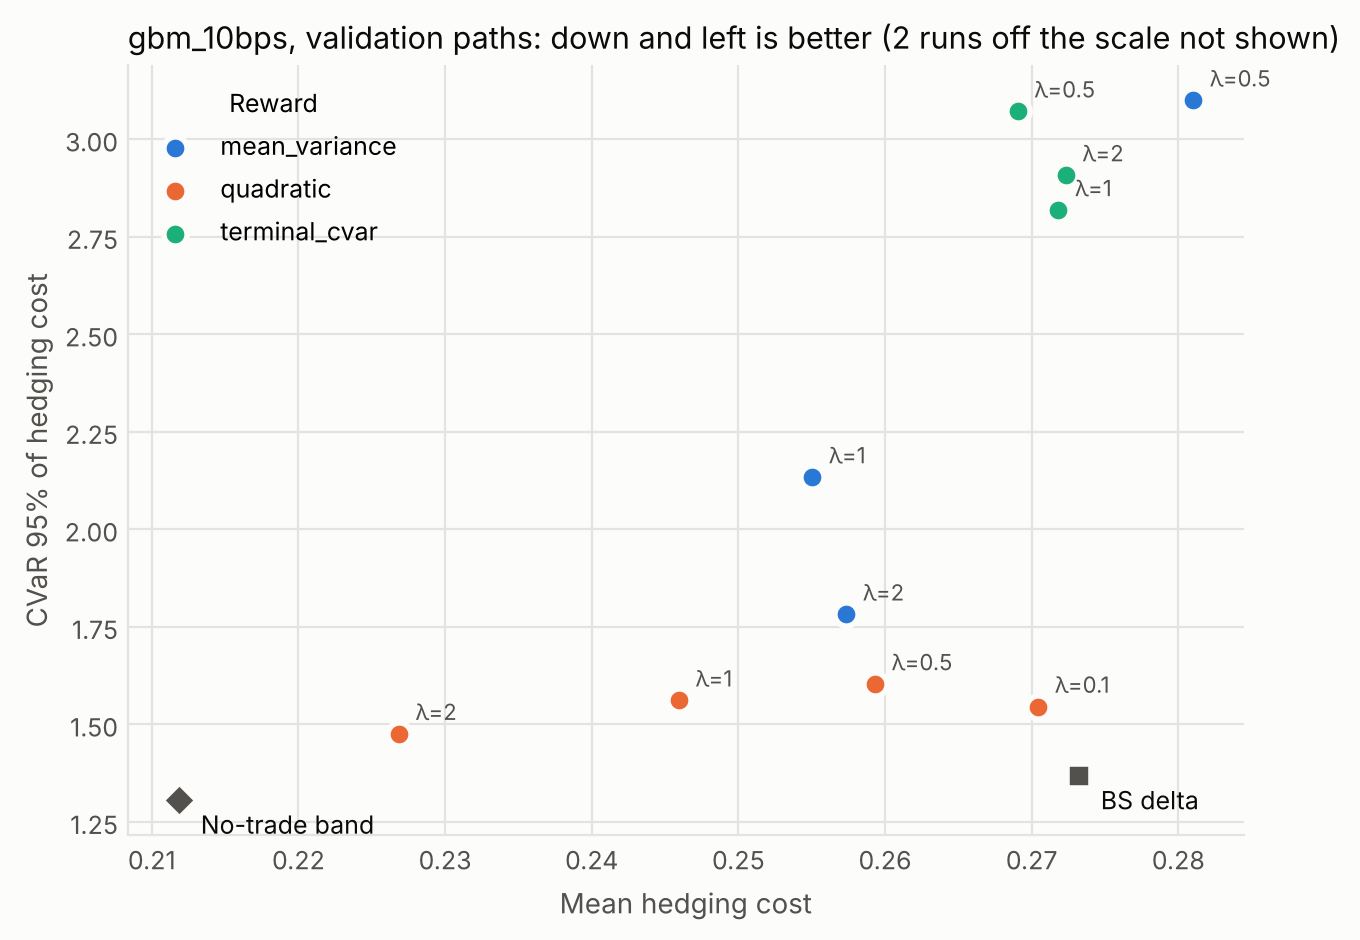 gbm_10bps, validation paths: down and left is better (2 runs off the scale not shown)
Reward
mean_variance
quadratic
terminal_cvar
λ=0.5
λ=0.5
λ=2
λ=1
λ=1
λ=2
λ=0.5
λ=1
λ=0.1
λ=2
BS delta
No-trade band
CVaR 95% of hedging cost
3.00
2.75
2.50
2.25
2.00
1.75
1.50
1.25
0.21 0.22 0.23 0.24 0.25 0.26 0.27 0.28
Mean hedging cost